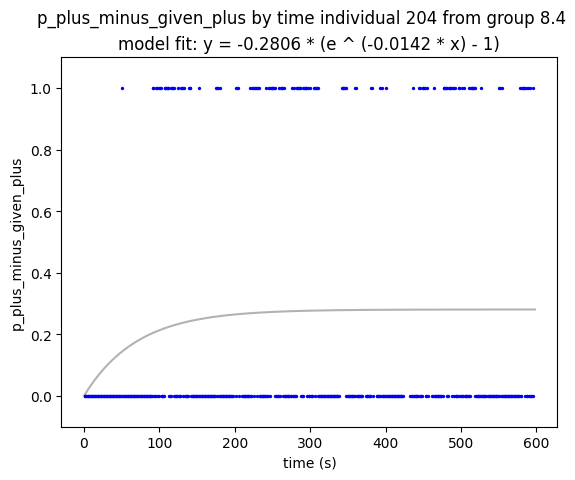 p_plus_minus_given_plus by time individual 204 from group 8.4
model fit: y = -0.2806 * (e ^ (-0.0142 * x) - 1)
1.0
0.8
0.6
0.4
0.2
0.0
p_plus_minus_given_plus
0 100 200 300 400 500 600
time (s)